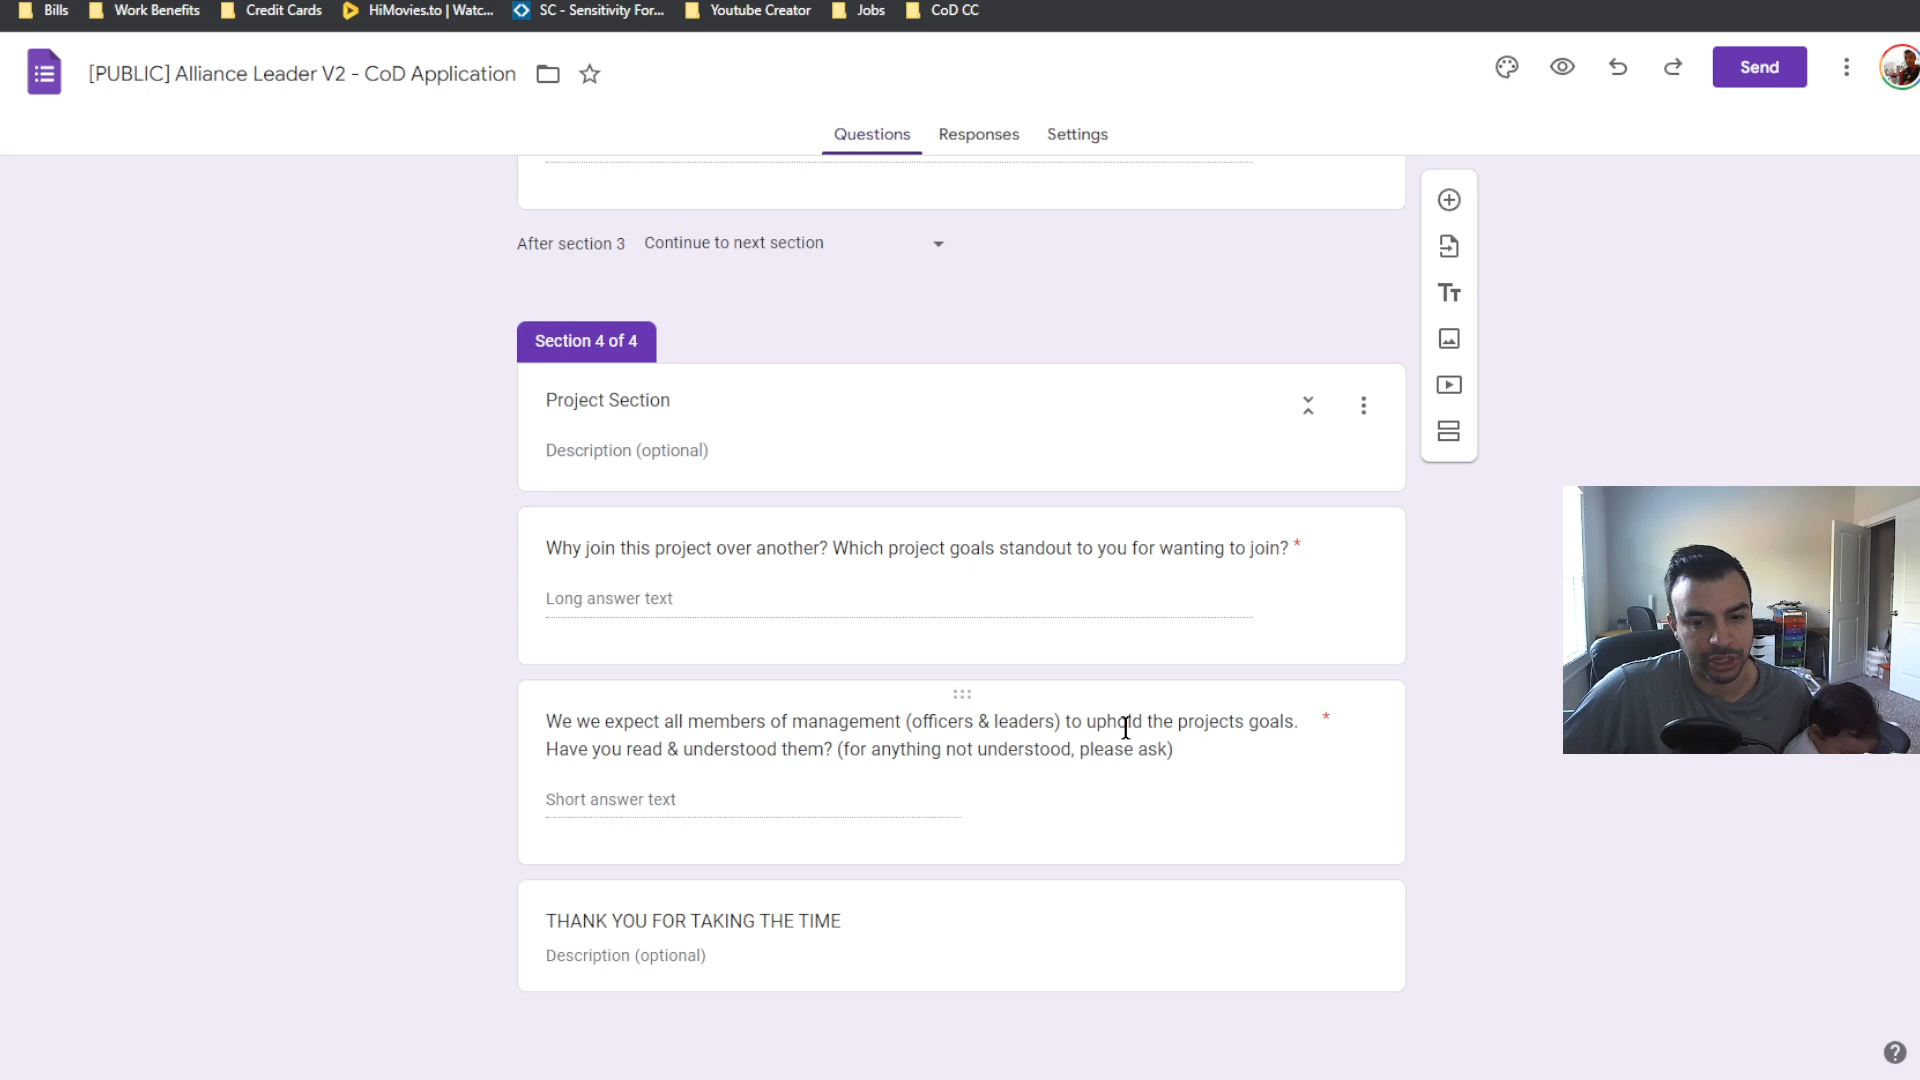 Bills Work Benefits Credit Cards HiMovies.to | Watc... SC - Sensitivity For... Youtube Creator Jobs CoD CC
[PUBLIC] Alliance Leader V2 - CoD Application
Send
Questions Responses Settings
After section 3 Continue to next section
Section 4 of 4
Project Section
Description (optional)
Why join this project over another? Which project goals standout to you for wanting to join? *
Long answer text
We we expect all members of management (officers & leaders) to uphold the projects goals. *
Have you read & understood them? (for anything not understood, please ask)
Short answer text
THANK YOU FOR TAKING THE TIME
Description (optional)